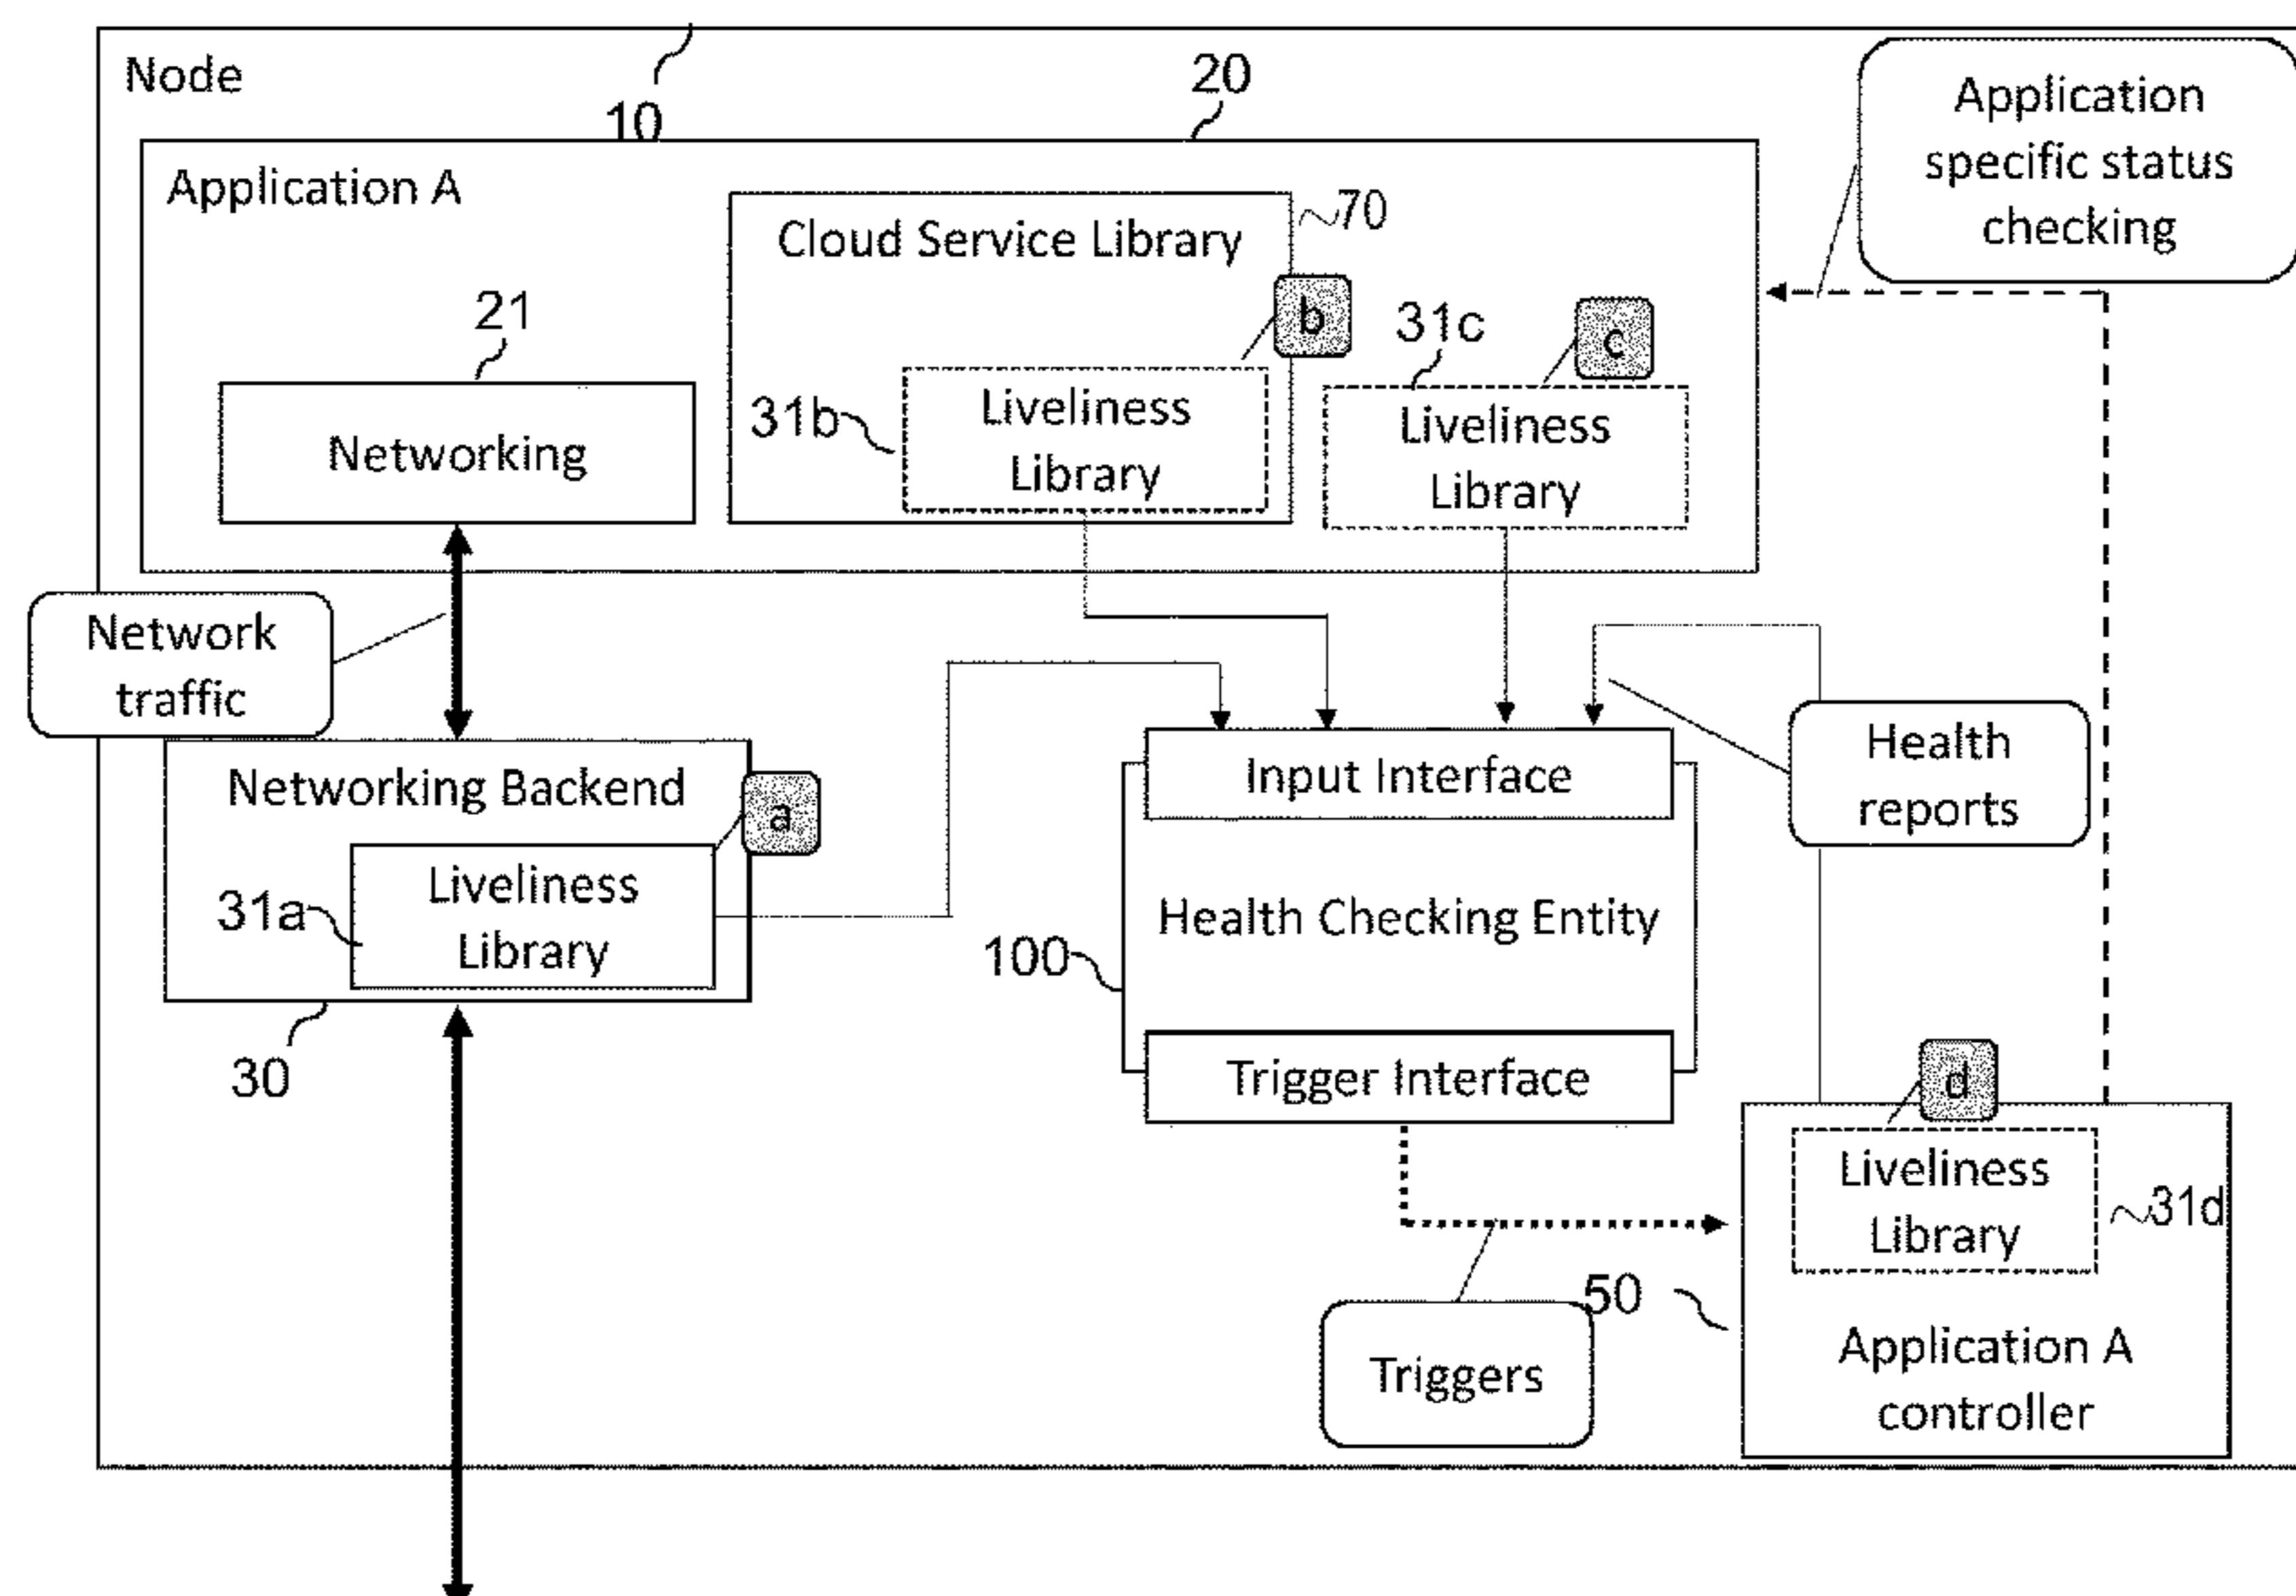 Node
10
20
Application
specific status
checking
Application A
Cloud Service Library
70
b
31c
c
21
Networking
31b
Liveliness
Library
Liveliness
Library
Network
traffic
Networking Backend
a
31a
Liveliness
Library
30
Input Interface
Health Checking Entity
100
Trigger Interface
Health
reports
d
Liveliness
Library
31d
50
Triggers
Application A
controller